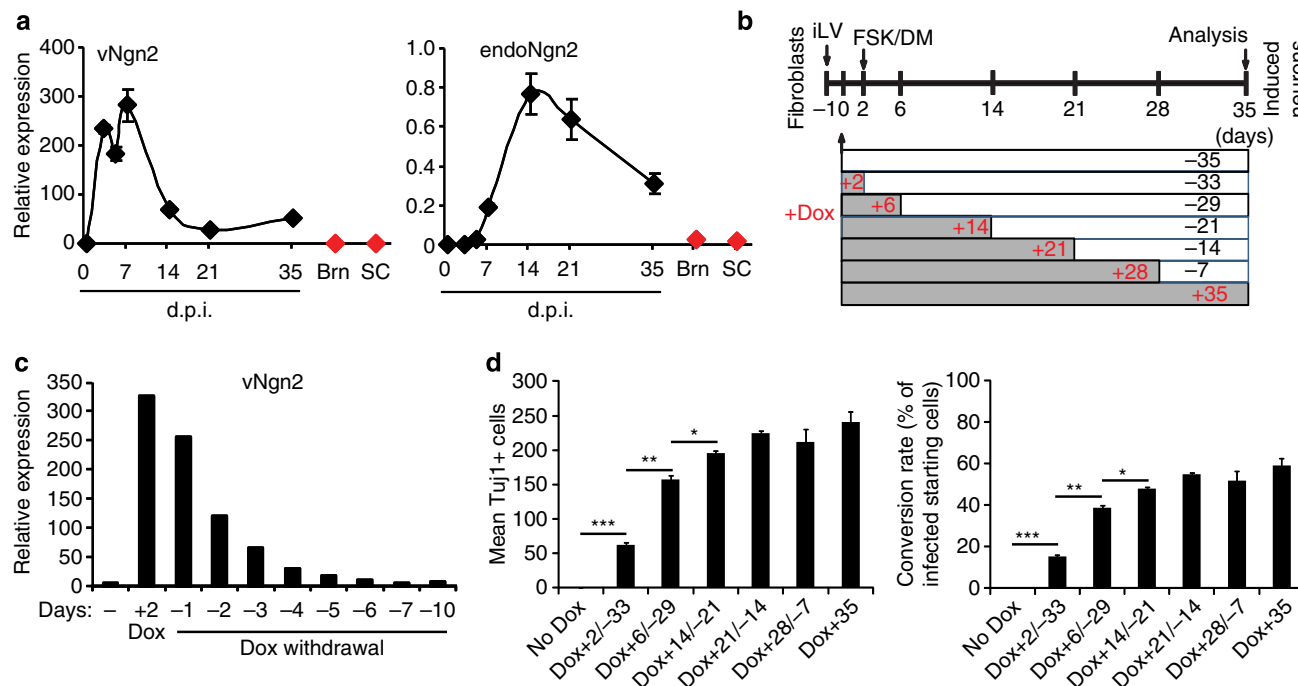 a
vNgn2
Relative expression
400
300
200
100
0
0 7 14 21 35 Brn SC
d.p.i.
endoNgn2
1.0
0.8
0.6
0.4
0.2
0
0 7 14 21 35 Brn SC
d.p.i.
b
iLV FSK/DM Analysis
Fibroblasts
Induced neurons
–1 0 2 6 14 21 28 35
(days)
+Dox
–35
+2 –33
+6 –29
+14 –21
+21 –14
+28 –7
+35
c
vNgn2
Relative expression
350
300
250
200
150
100
50
0
Days: – +2 –1 –2 –3 –4 –5 –6 –7 –10
Dox
Dox withdrawal
d
Mean Tuj1+ cells
300
250
200
150
100
50
0
*** ** *
No Dox
Dox+2/–33
Dox+6/–29
Dox+14/–21
Dox+21/–14
Dox+28/–7
Dox+35
Conversion rate (% of
infected starting cells)
100
80
60
40
20
0
*** ** *
No Dox
Dox+2/–33
Dox+6/–29
Dox+14/–21
Dox+21/–14
Dox+28/–7
Dox+35